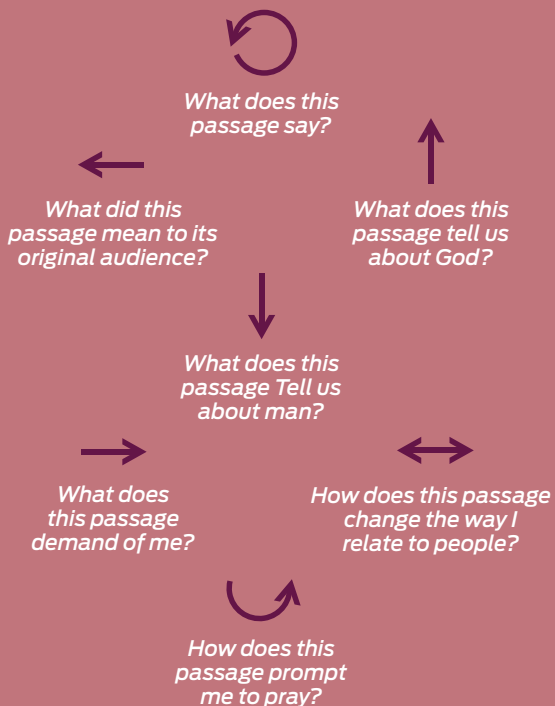 What does this
passage say?
What did this
passage mean to its
original audience?
What does this
passage tell us
about God?
What does this
passage Tell us
about man?
What does
this passage
demand of me?
How does this passage
change the way I
relate to people?
How does this
passage prompt
me to pray?